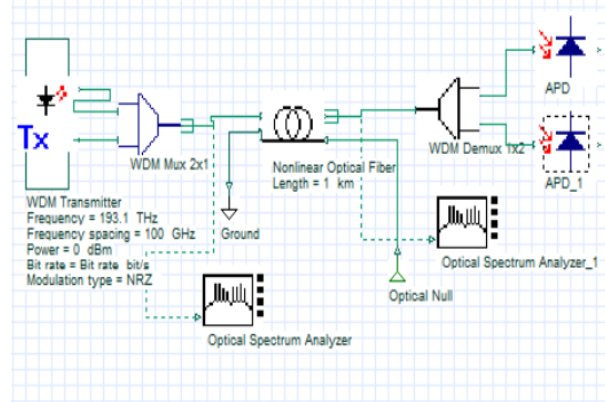 APD
Tx
WDM Mux 2x1
Nonlinear Optical Fiber
Length = 1 km
WDM Demux 1x2
APD_1
WDM Transmitter
Frequency = 193.1 THz
Frequency spacing = 100 GHz
Power = 0 dBm
Bit rate = Bit rate bit/s
Modulation type = NRZ
Ground
Optical Spectrum Analyzer_1
Optical Null
Optical Spectrum Analyzer